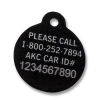 PLEASE CALL
1-800-252-7894
AKC CAR ID#
1234567890